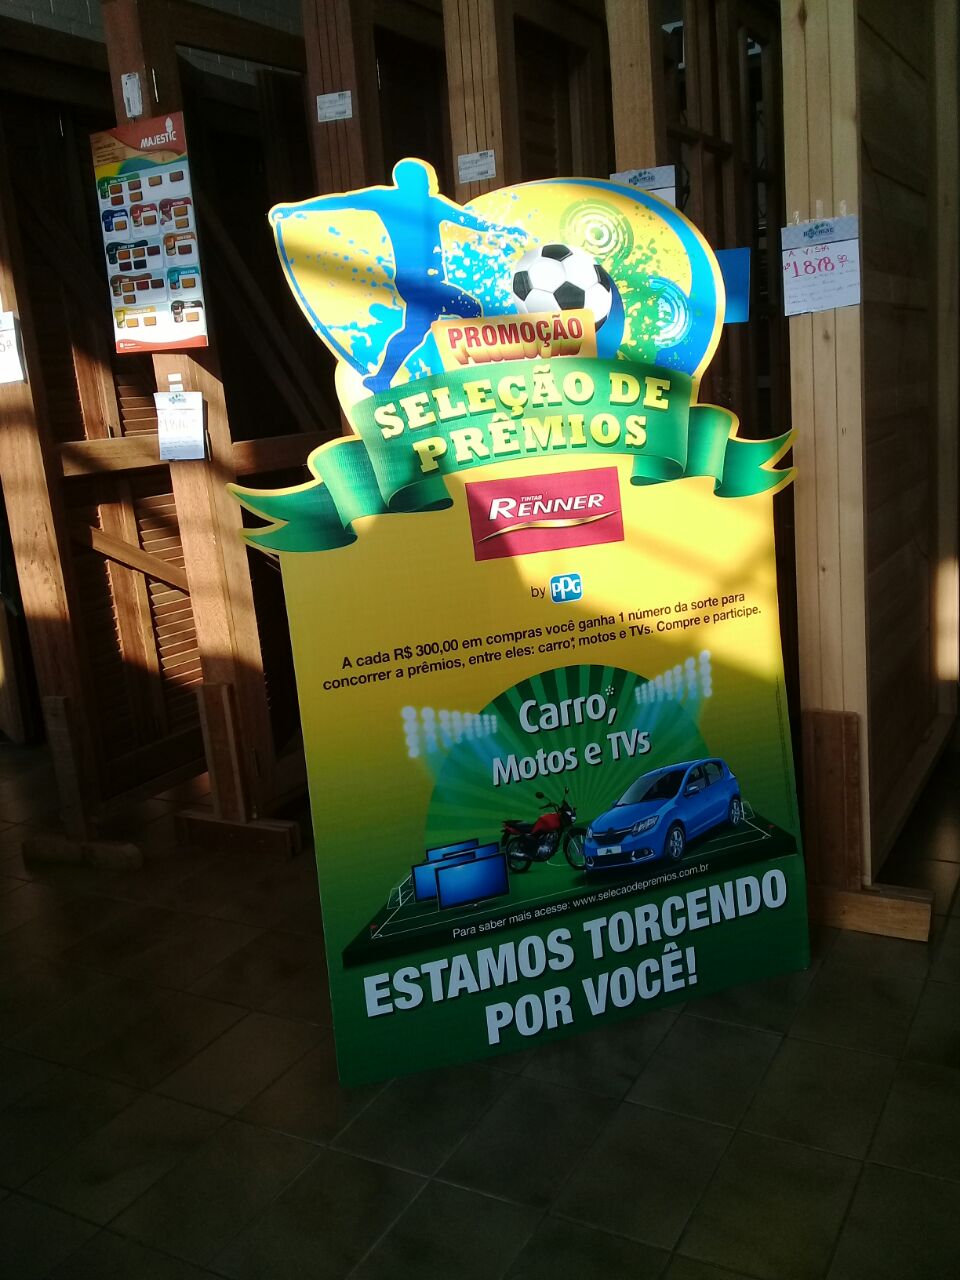 MAJESTIC
A VISTA
1878
PROMOÇÃO
SELEÇÃO DE
PRÊMIOS
TINTAS
RENNER
by PPG
A cada R$ 300,00 em compras você ganha 1 número da sorte para
concorrer a prêmios, entre eles: carro*, motos e TVs. Compre e participe.
Carro*,
Motos e TVs
Para saber mais acesse: www.selecaodepremios.com.br
ESTAMOS TORCENDO
POR VOCÊ!